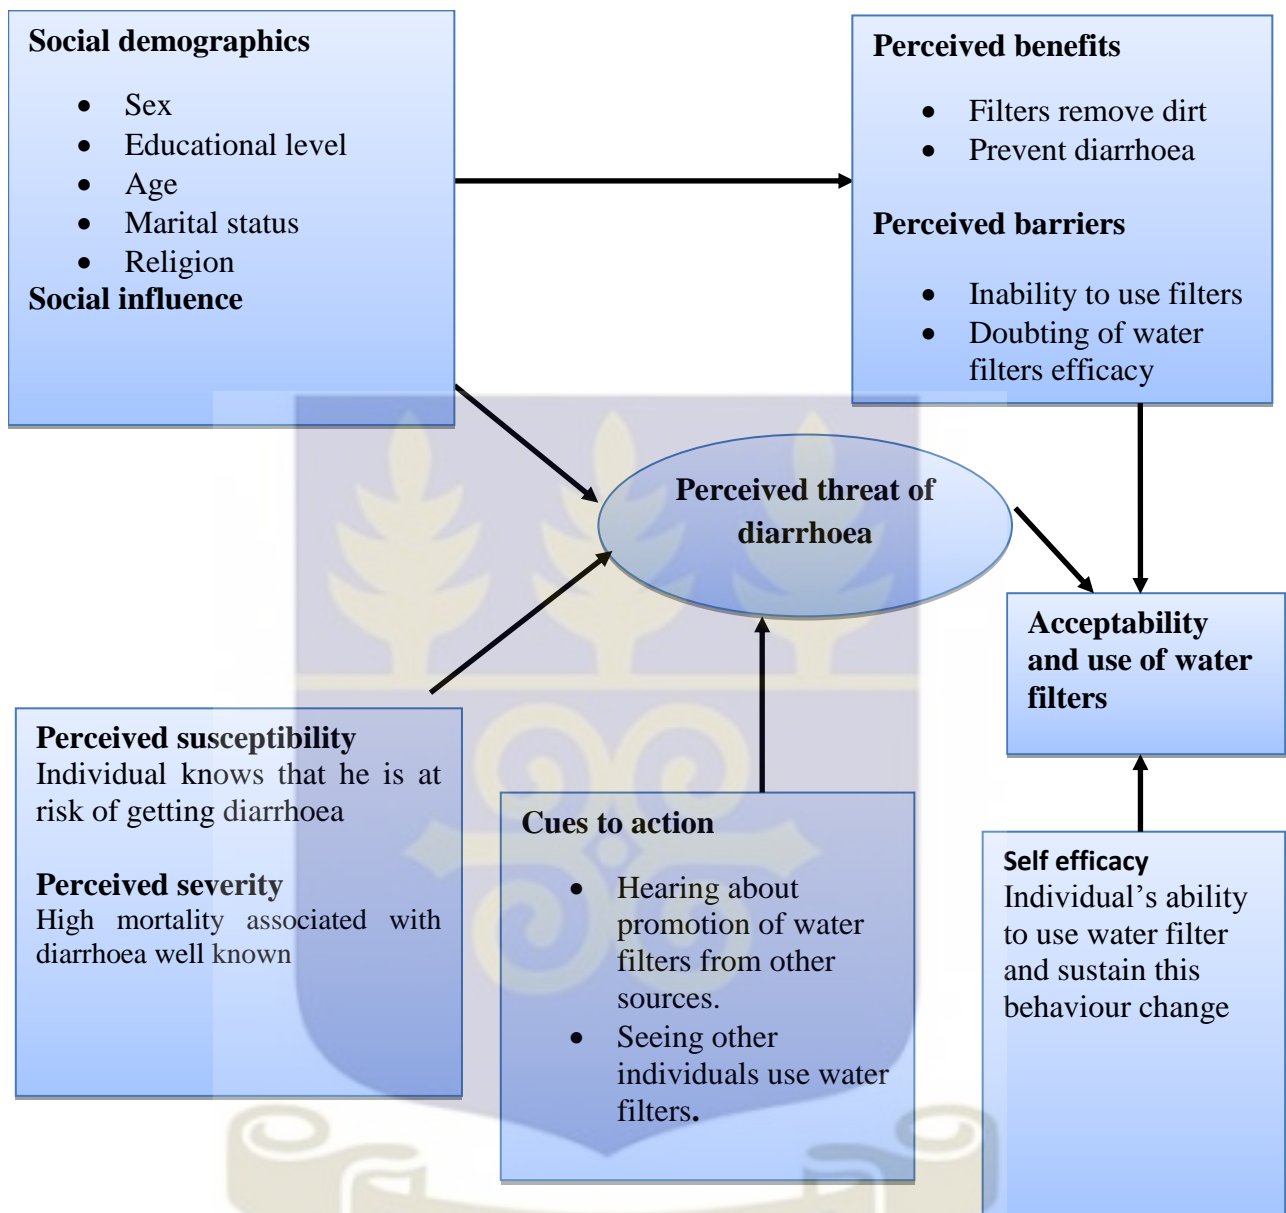 Social demographics
• Sex
• Educational level
• Age
• Marital status
• Religion
Social influence
Perceived benefits
• Filters remove dirt
• Prevent diarrhoea
Perceived barriers
• Inability to use filters
• Doubting of water
filters efficacy
Perceived threat of
diarrhoea
Acceptability
and use of water
filters
Perceived susceptibility
Individual knows that he is at
risk of getting diarrhoea
Perceived severity
High mortality associated with
diarrhoea well known
Cues to action
• Hearing about
promotion of water
filters from other
sources.
• Seeing other
individuals use water
filters.
Self efficacy
Individual’s ability
to use water filter
and sustain this
behaviour change